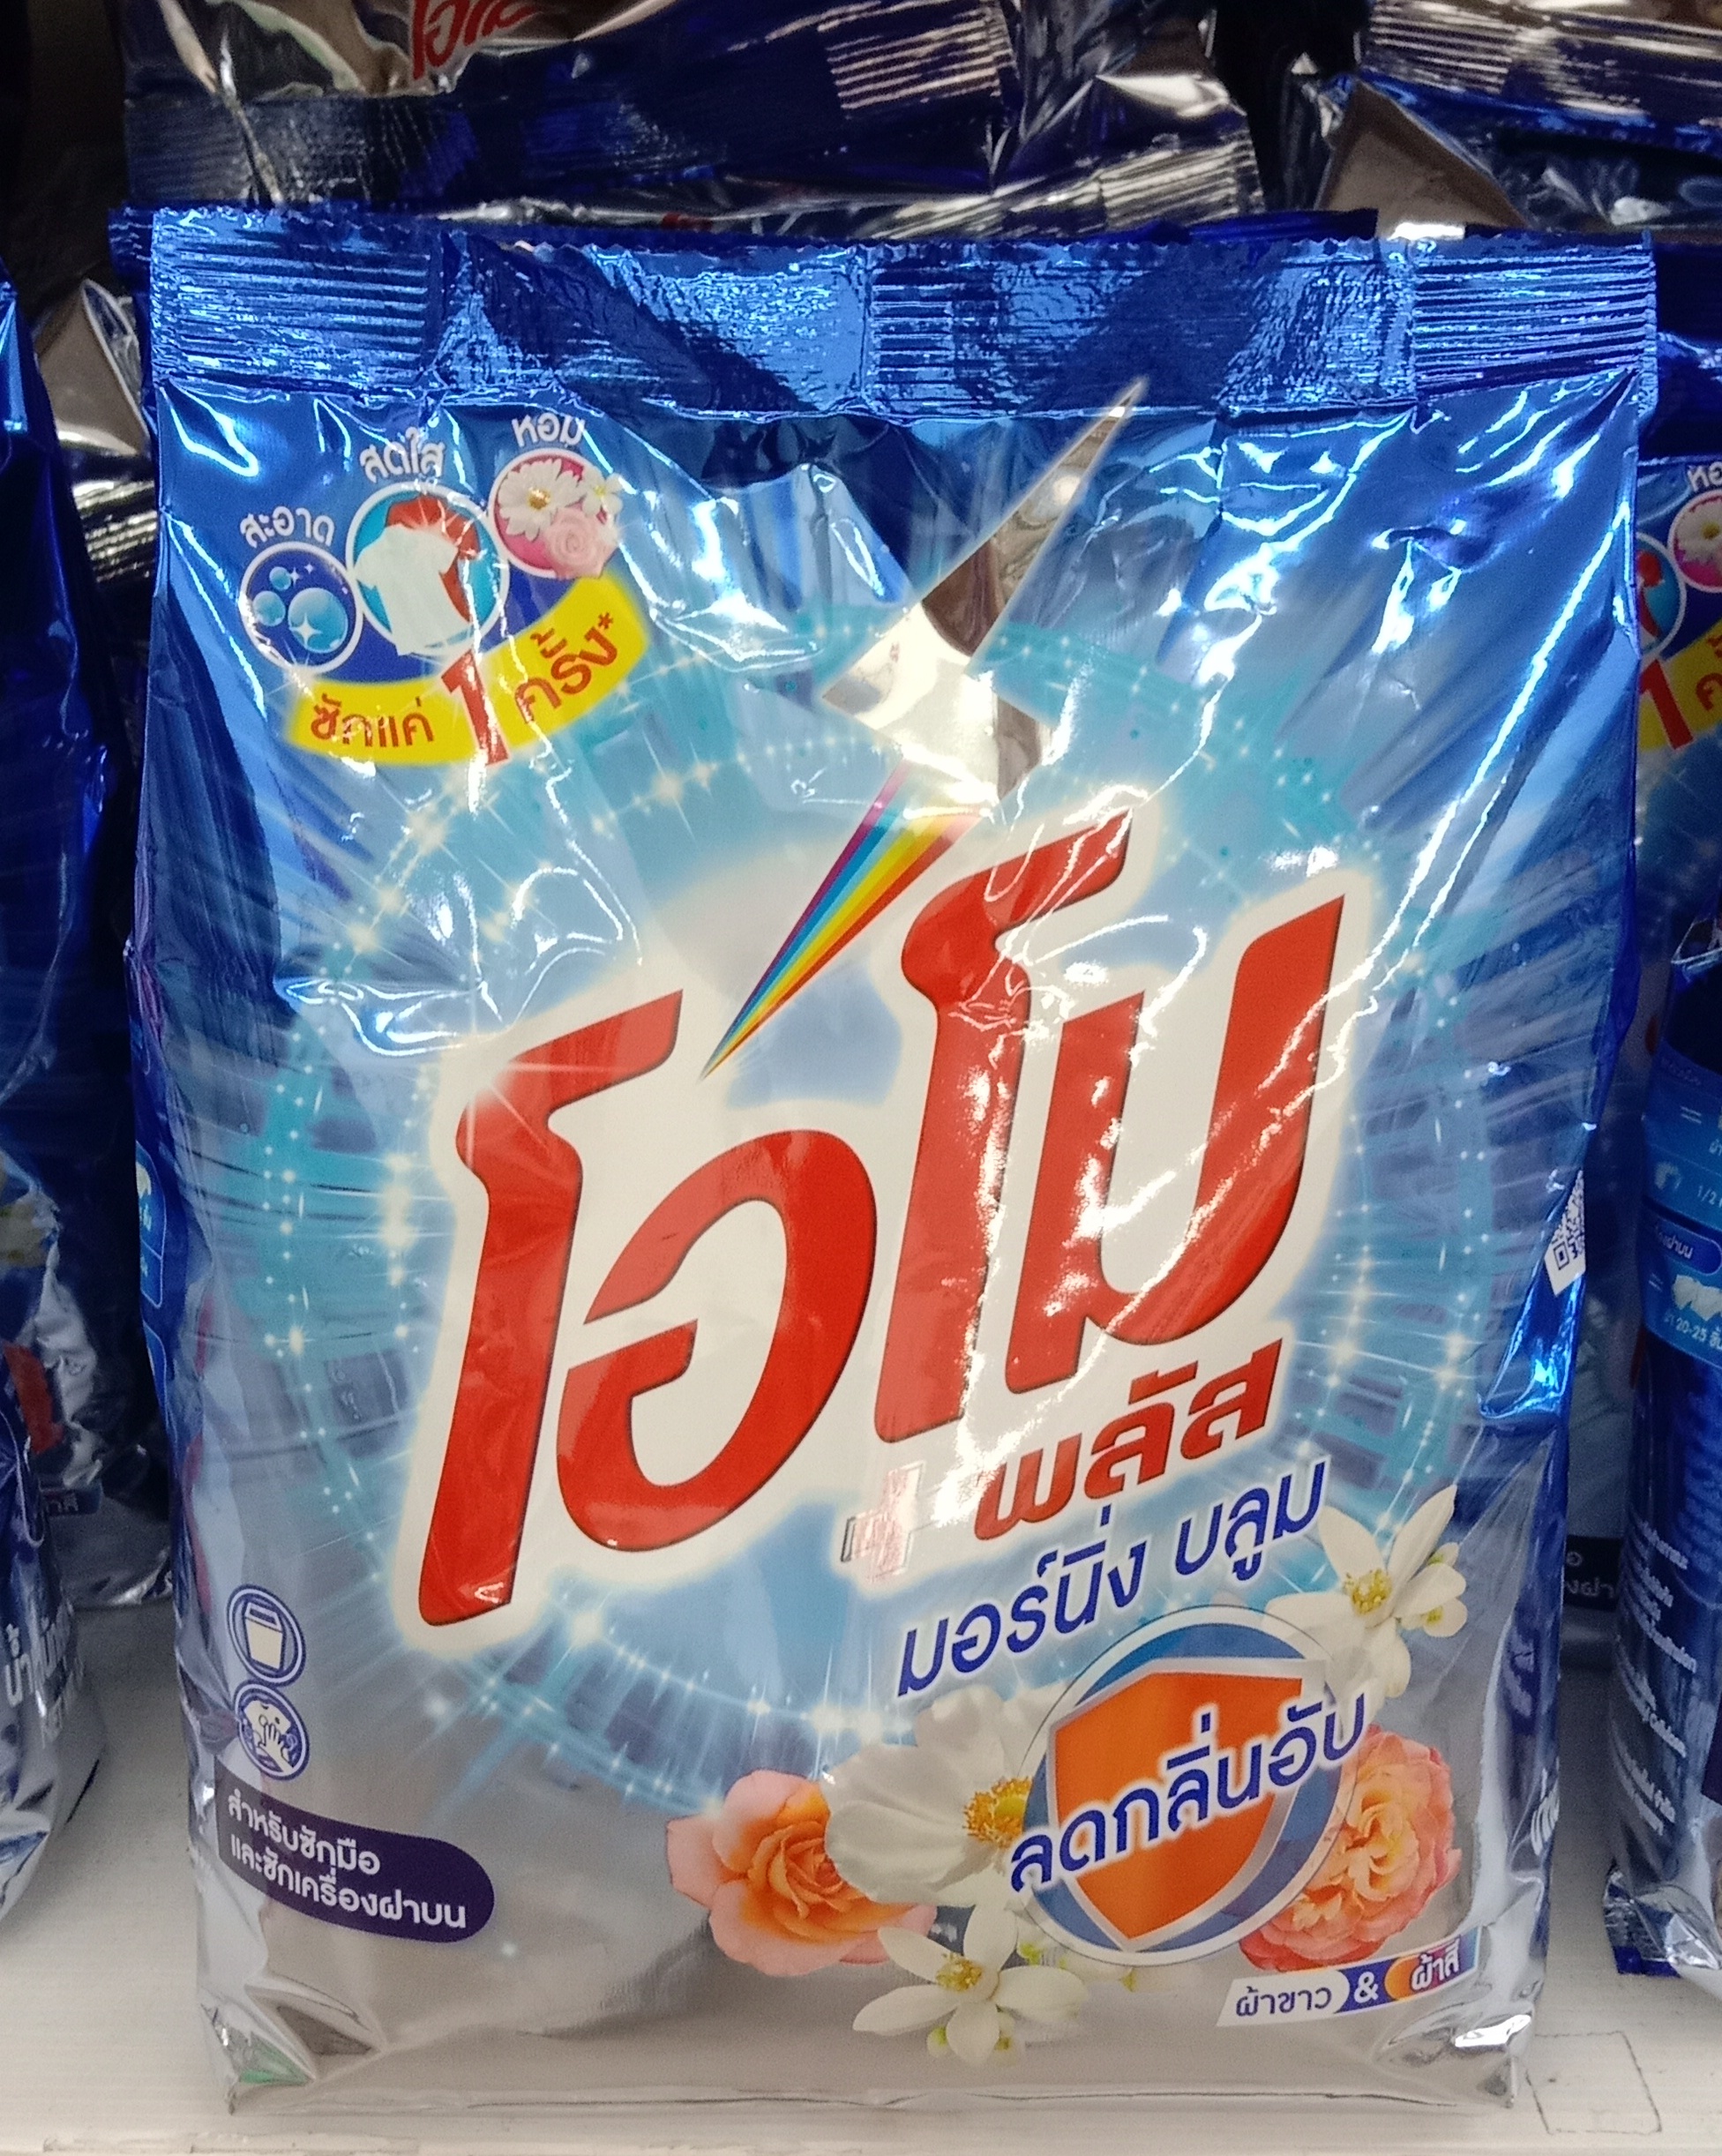 สะอาด
สดใส
หอม
ซักแค่ 1 ครั้ง*
โอโม
+พลัส
มอร์นิ่ง บลูม
ลดกลิ่นอับ
สำหรับซักมือ
และซักเครื่องฝาบน
ผ้าขาว & ผ้าสี